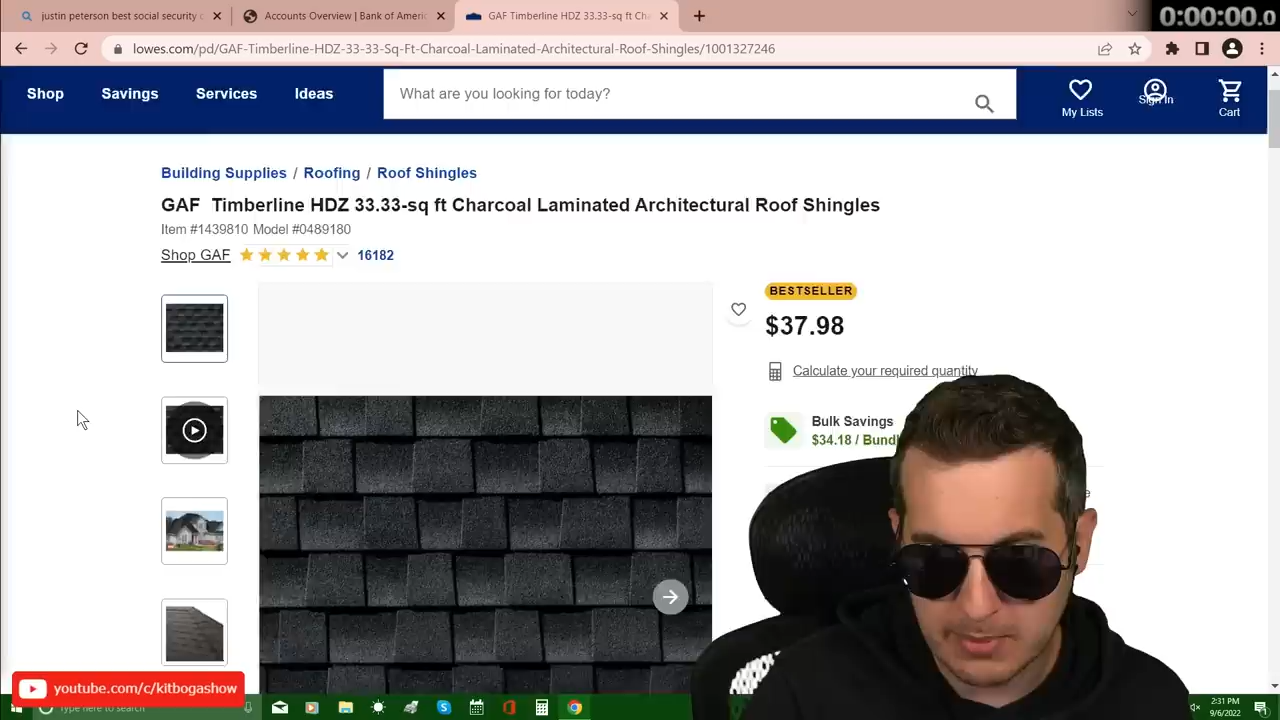 justin peterson best social security
Accounts Overview | Bank of Ameri
GAF Timberline HDZ 33.33-sq ft Cha
0:00:00.0
lowes.com/pd/GAF-Timberline-HDZ-33-33-Sq-Ft-Charcoal-Laminated-Architectural-Roof-Shingles/1001327246
Shop
Savings
Services
Ideas
What are you looking for today?
My Lists
Sign In
Cart
Building Supplies / Roofing / Roof Shingles
GAF Timberline HDZ 33.33-sq ft Charcoal Laminated Architectural Roof Shingles
Item #1439810 Model #0489180
Shop GAF
16182
BESTSELLER
$37.98
Calculate your required quantity
Bulk Savings
$34.18 / Bundl
youtube.com/c/kitbogashow
Type here to search
2:31 PM
9/6/2022